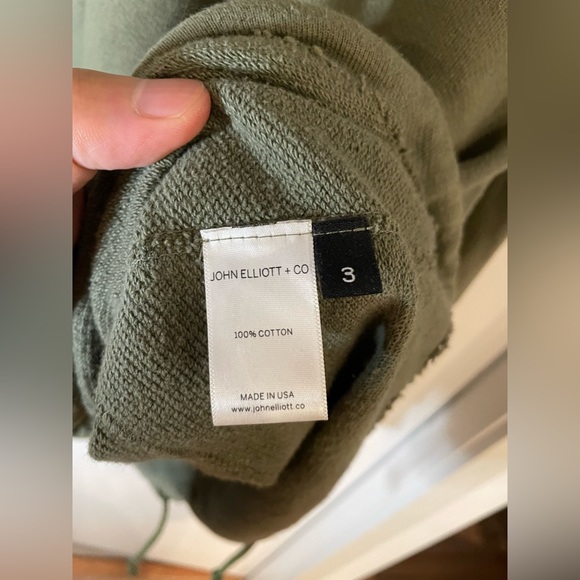 JOHN ELLIOTT + CO
3
100% COTTON
MADE IN USA
www.johnelliott.co